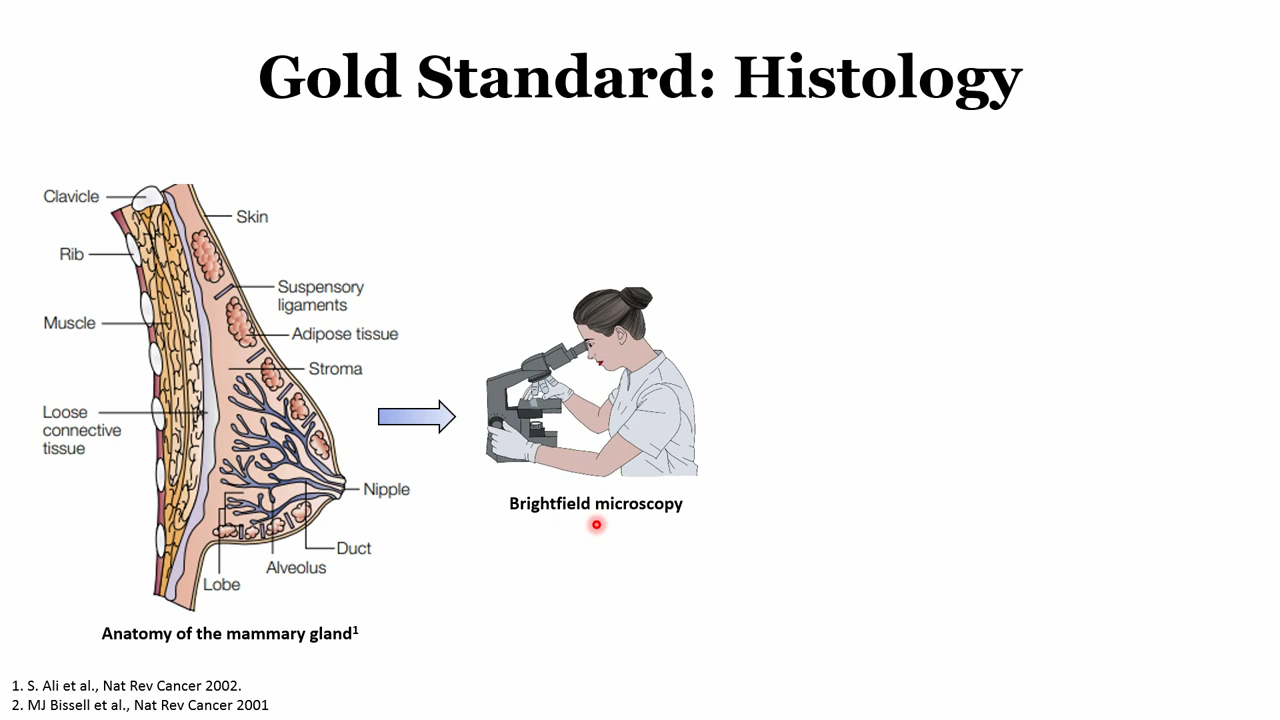 Gold Standard: Histology
Clavicle
Skin
Rib
Suspensory
ligaments
Muscle
Adipose tissue
Stroma
Loose
connective
tissue
Nipple
Duct
Alveolus
Lobe
Brightfield microscopy
Anatomy of the mammary gland¹
1. S. Ali et al., Nat Rev Cancer 2002.
2. MJ Bissell et al., Nat Rev Cancer 2001